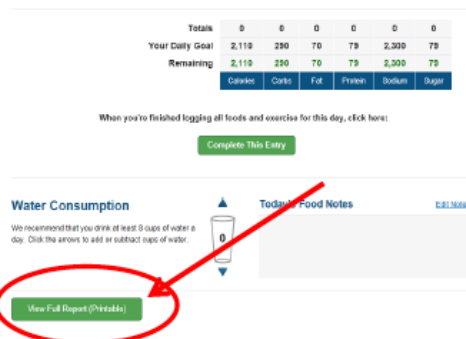 Totals 0 0 0 0 0 0
Your Daily Goal 2,110 290 70 79 2,300 79
Remaining 2,110 290 70 79 2,300 79
Calories Carbs Fat Protein Sodium Sugar
When you're finished logging all foods and exercise for this day, click here:
Complete This Entry
Water Consumption
We recommend that you drink at least 8 cups of water a
day. Click the arrows to add or subtract cups of water.
0
Today's Food Notes
Edit Note
View Full Report (Printable)